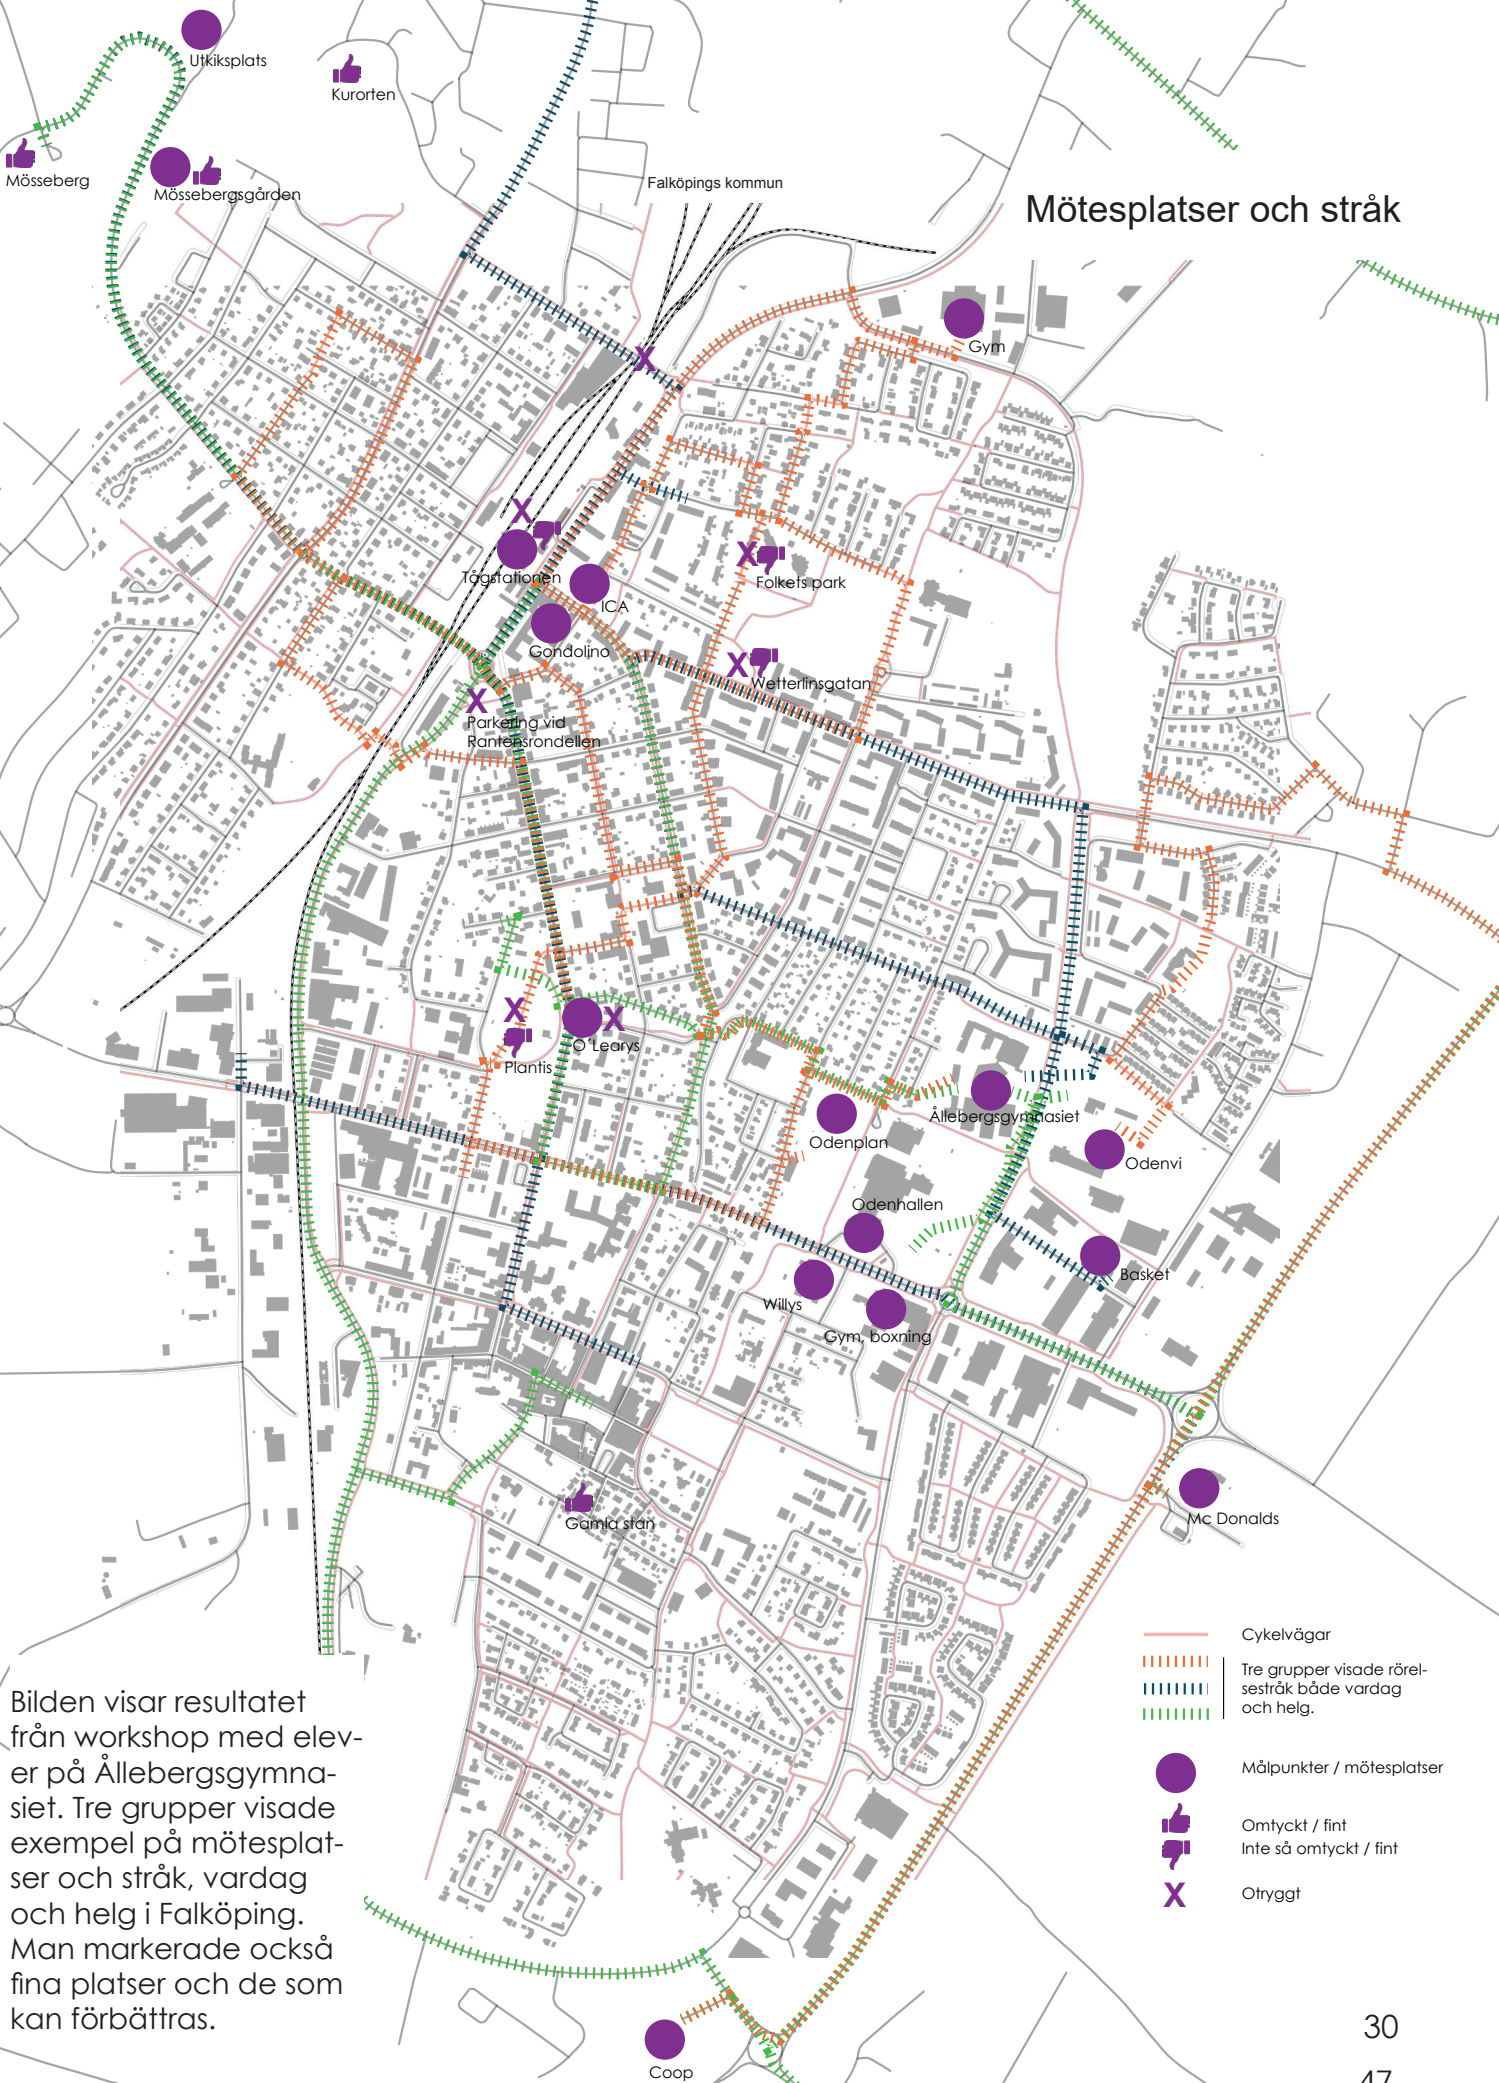 Utkiksplats
Kurorten
Mösseberg
Mössebergsgården
Falköpings kommun
Mötesplatser och stråk
Gym
X
X
Tågstationen
X
Folkets park
ICA
Gondolino
X
Wetterlinsgatan
X
Parkering vid
Rantensrondellen
X
X
O´Learys
Plantis
Ållebergsgymnasiet
Odenplan
Odenvi
Odenhallen
Basket
Willys
Gym, boxning
Mc Donalds
Gamla stan
Cykelvägar
Tre grupper visade rörel-
sestråk både vardag
och helg.
Målpunkter / mötesplatser
Omtyckt / fint
Inte så omtyckt / fint
X
Otryggt
Bilden visar resultatet
från workshop med elev-
er på Ållebergsgymna-
siet. Tre grupper visade
exempel på mötesplat-
ser och stråk, vardag
och helg i Falköping.
Man markerade också
fina platser och de som
kan förbättras.
Coop
30
47